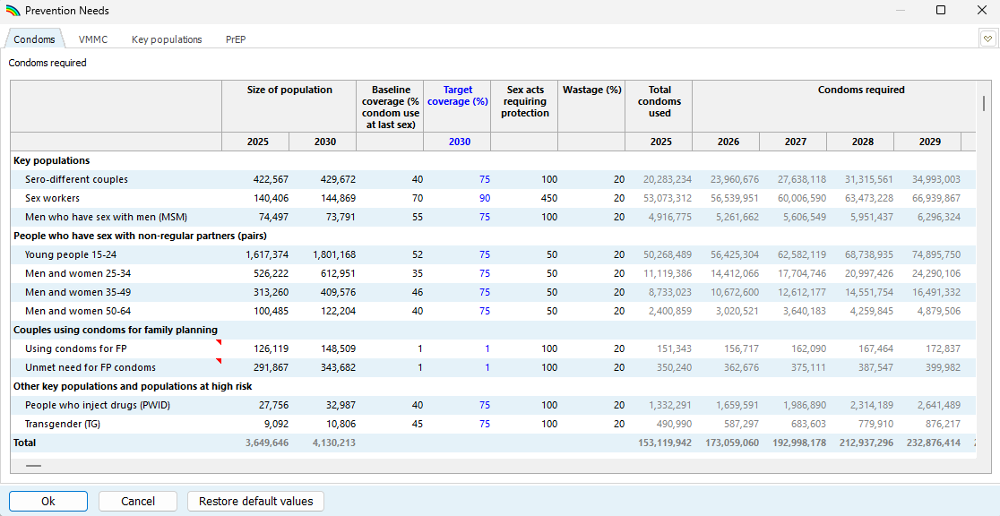 Prevention Needs
Condoms VMMC Key populations PrEP
Condoms required
Size of population Baseline coverage (% condom use at last sex) Target coverage (%) Sex acts requiring protection Wastage (%) Total condoms used Condoms required
2025 2030 2030 2025 2026 2027 2028 2029
Key populations
Sero-different couples 422,567 429,672 40 75 100 20 20,283,234 23,960,676 27,638,118 31,315,561 34,993,003
Sex workers 140,406 144,869 70 90 450 20 53,073,312 56,539,951 60,006,590 63,473,228 66,939,867
Men who have sex with men (MSM) 74,497 73,791 55 75 100 20 4,916,775 5,261,662 5,606,549 5,951,437 6,296,324
People who have sex with non-regular partners (pairs)
Young people 15-24 1,617,374 1,801,168 52 75 50 20 50,268,489 56,425,304 62,582,119 68,738,935 74,895,750
Men and women 25-34 526,222 612,951 35 75 50 20 11,119,386 14,412,066 17,704,746 20,997,426 24,290,106
Men and women 35-49 313,260 409,576 46 75 50 20 8,733,023 10,672,600 12,612,177 14,551,754 16,491,332
Men and women 50-64 100,485 122,204 40 75 50 20 2,400,859 3,020,521 3,640,183 4,259,845 4,879,506
Couples using condoms for family planning
Using condoms for FP 126,119 148,509 1 1 100 20 151,343 156,717 162,090 167,464 172,837
Unmet need for FP condoms 291,867 343,682 1 1 100 20 350,240 362,676 375,111 387,547 399,982
Other key populations and populations at high risk
People who inject drugs (PWID) 27,756 32,987 40 75 100 20 1,332,291 1,659,591 1,986,890 2,314,189 2,641,489
Transgender (TG) 9,092 10,806 45 75 100 20 490,990 587,297 683,603 779,910 876,217
Total 3,649,646 4,130,213 153,119,942 173,059,060 192,998,178 212,937,296 232,876,414
Ok Cancel Restore default values